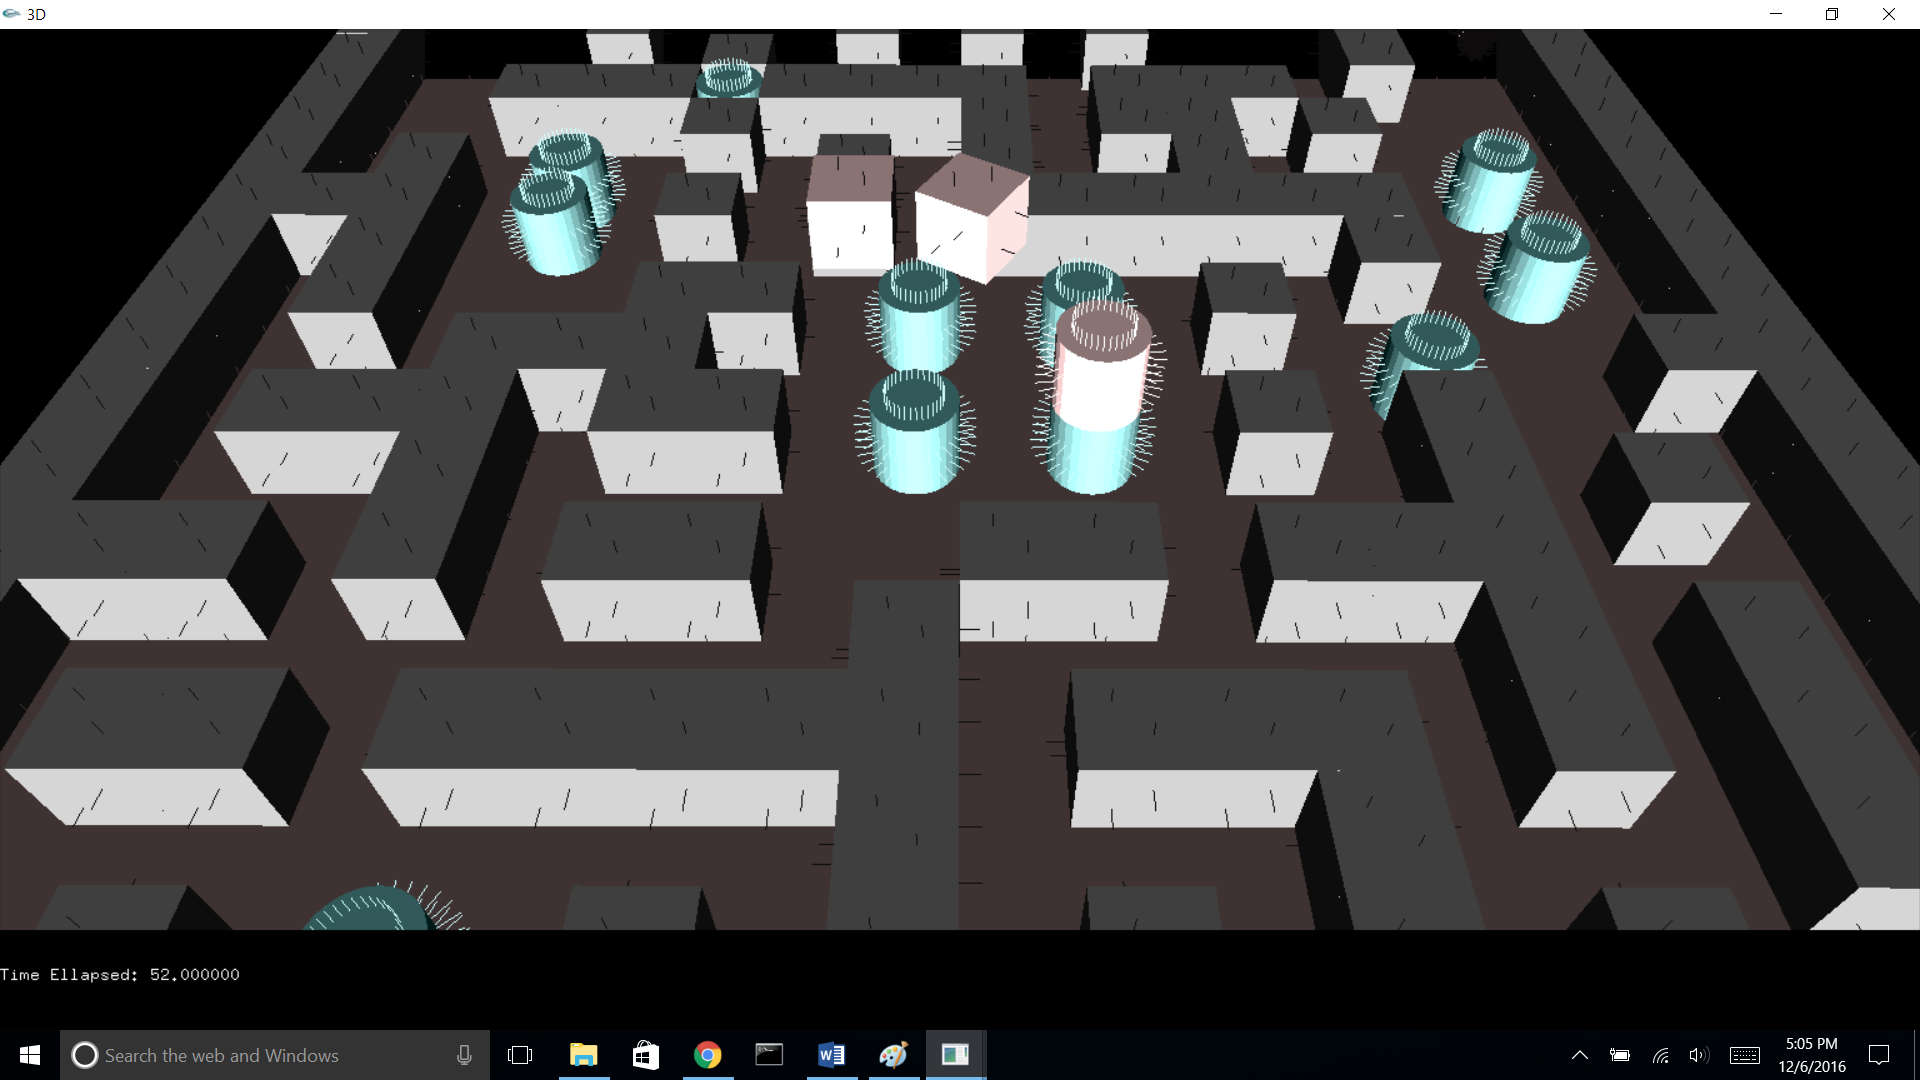 3D
Time Ellapsed: 52.000000
Search the web and Windows
5:05 PM
12/6/2016